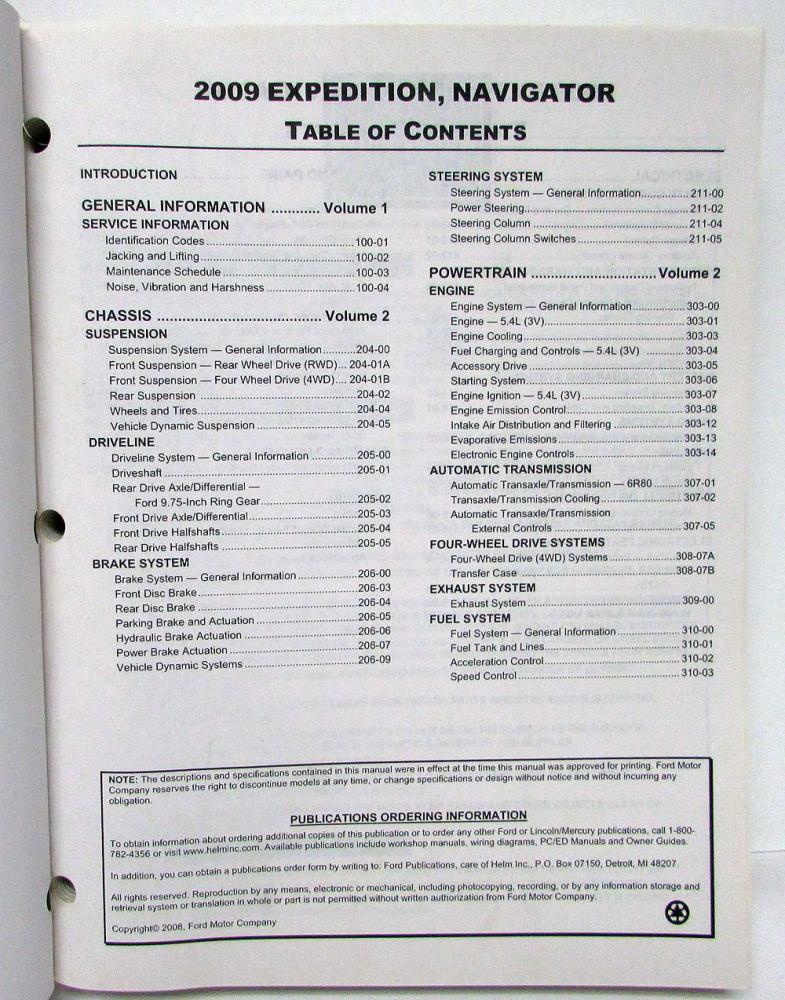 2009 EXPEDITION, NAVIGATOR
TABLE OF CONTENTS
INTRODUCTION
GENERAL INFORMATION ............ Volume 1
SERVICE INFORMATION
Identification Codes ............ 100-01
Jacking and Lifting ............ 100-02
Maintenance Schedule ............ 100-03
Noise, Vibration and Harshness ............ 100-04
CHASSIS ............ Volume 2
SUSPENSION
Suspension System — General Information ............ 204-00
Front Suspension — Rear Wheel Drive (RWD) ... 204-01A
Front Suspension — Four Wheel Drive (4WD) .... 204-01B
Rear Suspension ............ 204-02
Wheels and Tires ............ 204-04
Vehicle Dynamic Suspension ............ 204-05
DRIVELINE
Driveline System — General Information ............ 205-00
Driveshaft ............ 205-01
Rear Drive Axle/Differential —
Ford 9.75-Inch Ring Gear ............ 205-02
Front Drive Axle/Differential ............ 205-03
Front Drive Halfshafts ............ 205-04
Rear Drive Halfshafts ............ 205-05
BRAKE SYSTEM
Brake System — General Information ............ 206-00
Front Disc Brake ............ 206-03
Rear Disc Brake ............ 206-04
Parking Brake and Actuation ............ 206-05
Hydraulic Brake Actuation ............ 206-06
Power Brake Actuation ............ 206-07
Vehicle Dynamic Systems ............ 206-09
STEERING SYSTEM
Steering System — General Information ............ 211-00
Power Steering ............ 211-02
Steering Column ............ 211-04
Steering Column Switches ............ 211-05
POWERTRAIN ............ Volume 2
ENGINE
Engine System — General Information ............ 303-00
Engine — 5.4L (3V) ............ 303-01
Engine Cooling ............ 303-03
Fuel Charging and Controls — 5.4L (3V) ............ 303-04
Accessory Drive ............ 303-05
Starting System ............ 303-06
Engine Ignition — 5.4L (3V) ............ 303-07
Engine Emission Control ............ 303-08
Intake Air Distribution and Filtering ............ 303-12
Evaporative Emissions ............ 303-13
Electronic Engine Controls ............ 303-14
AUTOMATIC TRANSMISSION
Automatic Transaxle/Transmission — 6R80 ............ 307-01
Transaxle/Transmission Cooling ............ 307-02
Automatic Transaxle/Transmission
External Controls ............ 307-05
FOUR-WHEEL DRIVE SYSTEMS
Four-Wheel Drive (4WD) Systems ............ 308-07A
Transfer Case ............ 308-07B
EXHAUST SYSTEM
Exhaust System ............ 309-00
FUEL SYSTEM
Fuel System — General Information ............ 310-00
Fuel Tank and Lines ............ 310-01
Acceleration Control ............ 310-02
Speed Control ............ 310-03
NOTE: The descriptions and specifications contained in this manual were in effect at the time this manual was approved for printing. Ford Motor
Company reserves the right to discontinue models at any time, or change specifications or design without notice and without incurring any
obligation.
PUBLICATIONS ORDERING INFORMATION
To obtain information about ordering additional copies of this publication or to order any other Ford or Lincoln/Mercury publications, call 1-800-
782-4356 or visit www.helminc.com. Available publications include workshop manuals, wiring diagrams, PC/ED Manuals and Owner Guides.
In addition, you can obtain a publications order form by writing to: Ford Publications, care of Helm Inc., P.O. Box 07150, Detroit, MI 48207.
All rights reserved. Reproduction by any means, electronic or mechanical, including photocopying, recording, or by any information storage and
retrieval system or translation in whole or part is not permitted without written authorization from Ford Motor Company.
Copyright© 2008, Ford Motor Company